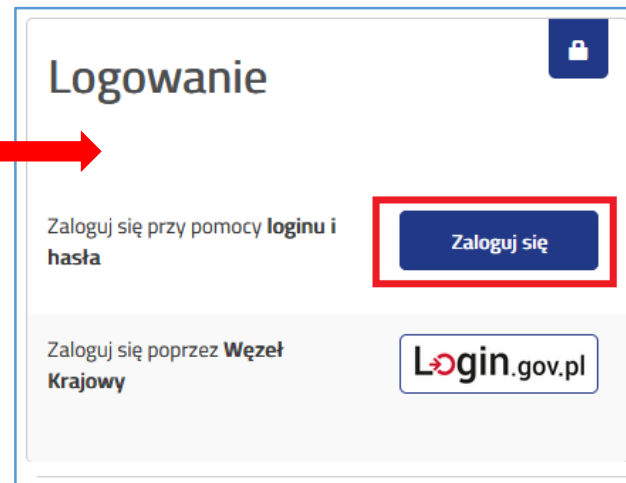 Logowanie
Zaloguj się przy pomocy loginu i
hasła
Zaloguj się
Zaloguj się poprzez Węzeł
Krajowy
Login.gov.pl